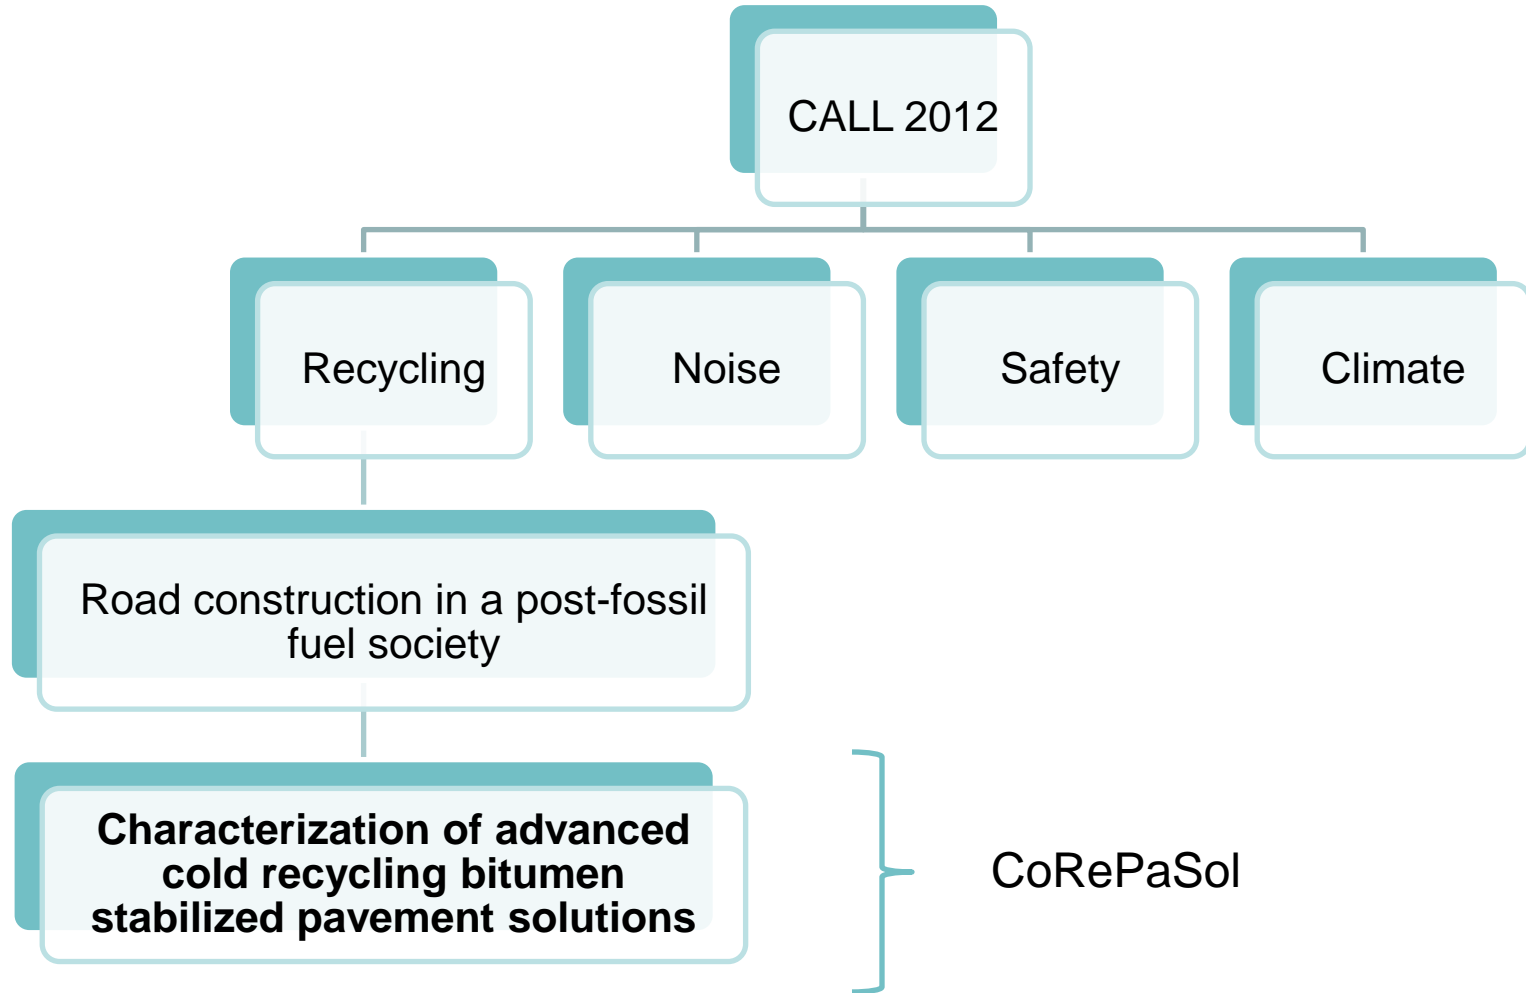 CALL 2012
Recycling
Noise
Safety
Climate
Road construction in a post-fossil
fuel society
Characterization of advanced
cold recycling bitumen
stabilized pavement solutions
CoRePaSol